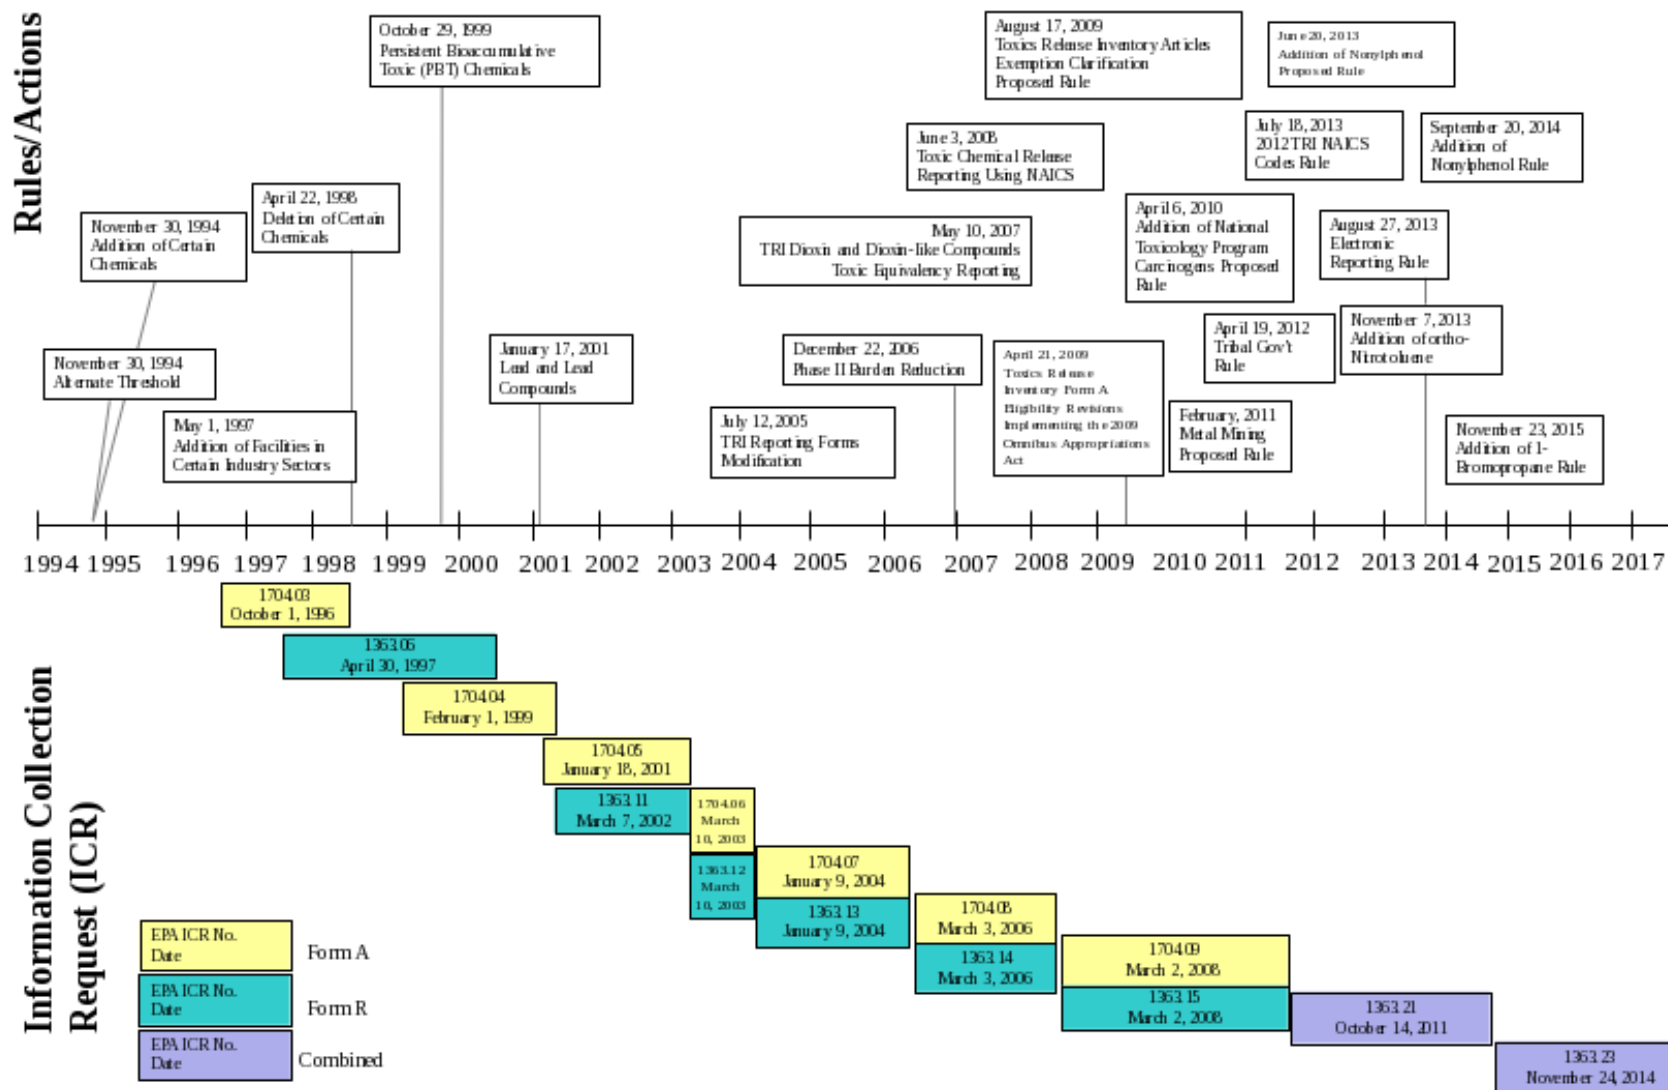 Rules/Actions
October 29, 1999
Persistent Bioaccumulative
Toxic (PBT) Chemicals
August 17, 2009
Toxics Release Inventory Articles
Exemption Clarification
Proposed Rule
June 20, 2013
Addition of Nonylphenol
Proposed Rule
June 3, 2008
Toxic Chemical Release
Reporting Using NAICS
July 18, 2013
2012 TRI NAICS
Codes Rule
September 20, 2014
Addition of
Nonylphenol Rule
November 30, 1994
Addition of Certain
Chemicals
April 22, 1998
Deletion of Certain
Chemicals
May 10, 2007
TRI Dioxin and Dioxin-like Compounds
Toxic Equivalency Reporting
April 6, 2010
Addition of National
Toxicology Program
Carcinogens Proposed
Rule
August 27, 2013
Electronic
Reporting Rule
November 30, 1994
Alternate Threshold
January 17, 2001
Lead and Lead
Compounds
December 22, 2006
Phase II Burden Reduction
April 21, 2009
Toxics Release
Inventory Form A
Eligibility Revisions
Implementing the 2009
Omnibus Appropriations
Act
April 19, 2012
Tribal Gov't
Rule
November 7, 2013
Addition of ortho-
Nitrotoluene
May 1, 1997
Addition of Facilities in
Certain Industry Sectors
July 12, 2005
TRI Reporting Forms
Modification
February, 2011
Metal Mining
Proposed Rule
November 23, 2015
Addition of 1-
Bromopropane Rule
1994 1995 1996 1997 1998 1999 2000 2001 2002 2003 2004 2005 2006 2007 2008 2009 2010 2011 2012 2013 2014 2015 2016 2017
Information Collection
Request (ICR)
1704.03
October 1, 1996
1363.06
April 30, 1997
1704.04
February 1, 1999
1704.05
January 18, 2001
1363.11
March 7, 2002
1704.06
March
10, 2003
1363.12
March
10, 2003
1704.07
January 9, 2004
1363.13
January 9, 2004
1704.08
March 3, 2006
1363.14
March 3, 2006
1704.09
March 2, 2008
1363.15
March 2, 2008
1363.21
October 14, 2011
1363.23
November 24, 2014
EPA ICR No.
Date
Form A
EPA ICR No.
Date
Form R
EPA ICR No.
Date
Combined